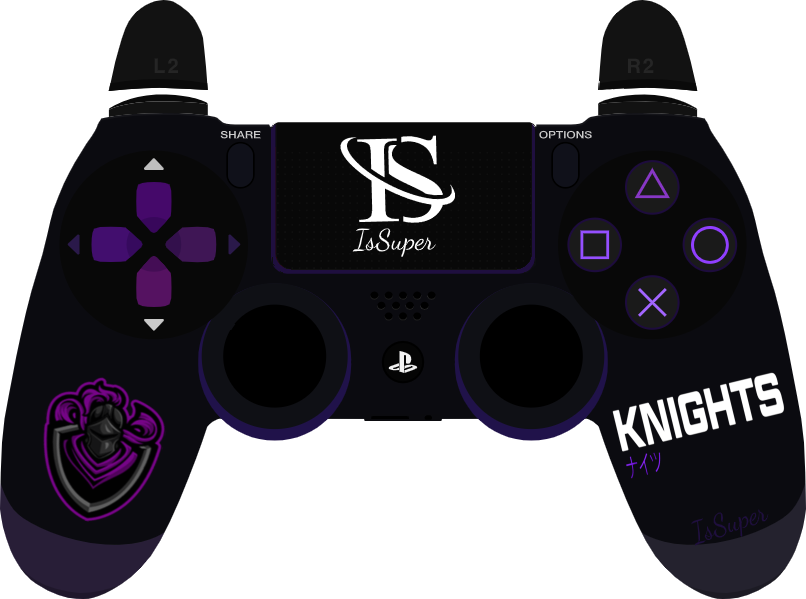 L2
R2
SHARE
OPTIONS
IS
IsSuper
KNIGHTS
ナイツ
IsSuper